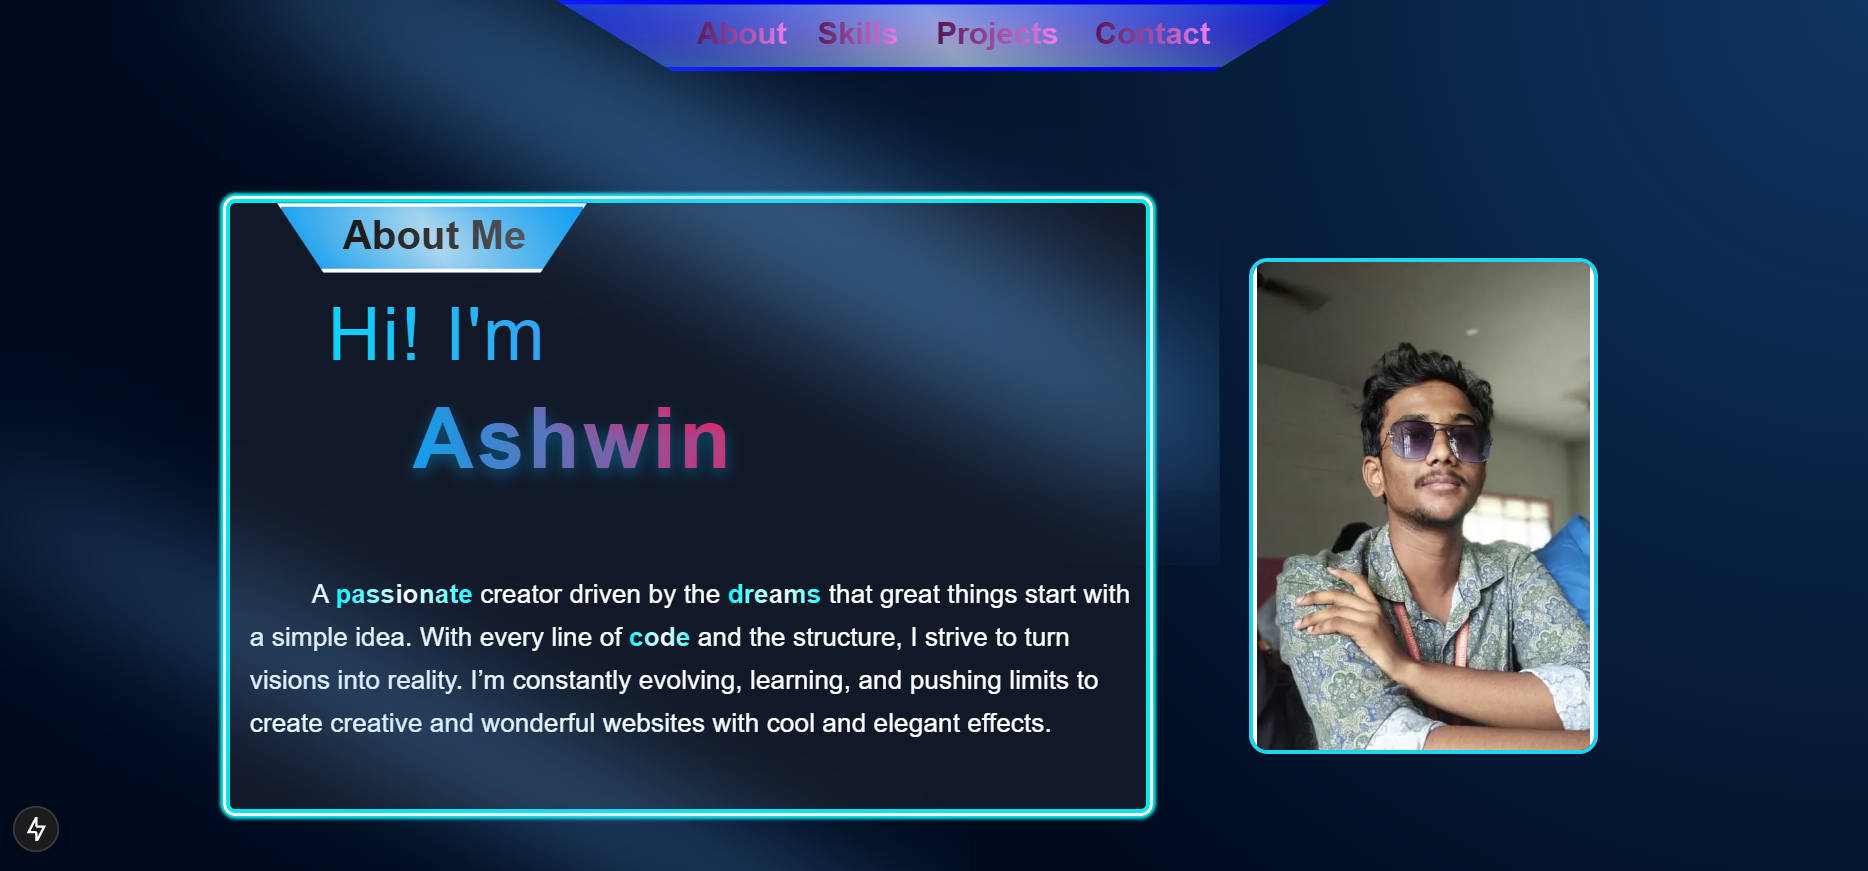 About Skills Projects Contact
About Me
Hi! I'm
Ashwin
A passionate creator driven by the dreams that great things start with
a simple idea. With every line of code and the structure, I strive to turn
visions into reality. I’m constantly evolving, learning, and pushing limits to
create creative and wonderful websites with cool and elegant effects.